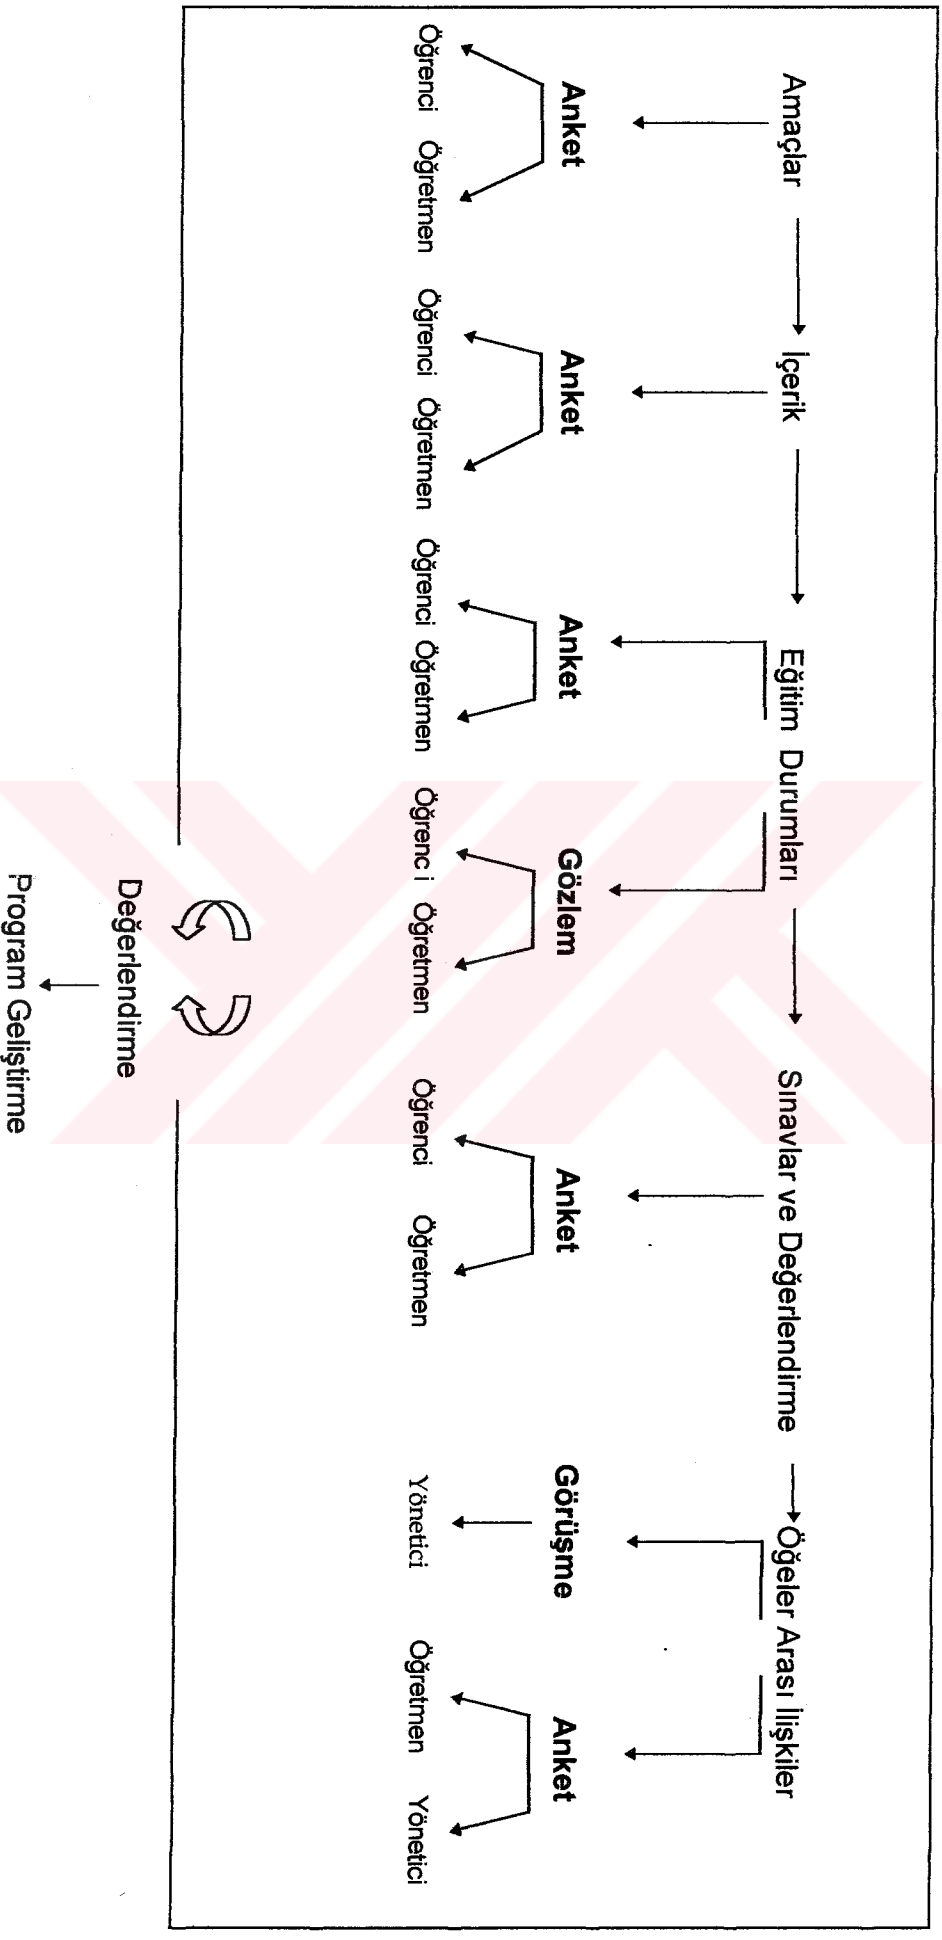 Amaçlar İçerik Eğitim Durumları Sınavlar ve Değerlendirme Öğeler Arası İlişkiler
Anket Anket Anket Gözlem Anket Görüşme Anket
Öğrenci Öğretmen Öğrenci Öğretmen Öğrenci Öğretmen Öğrenc i Öğretmen Öğrenci Öğretmen Yönetici Öğretmen Yönetici
Değerlendirme
Program Geliştirme